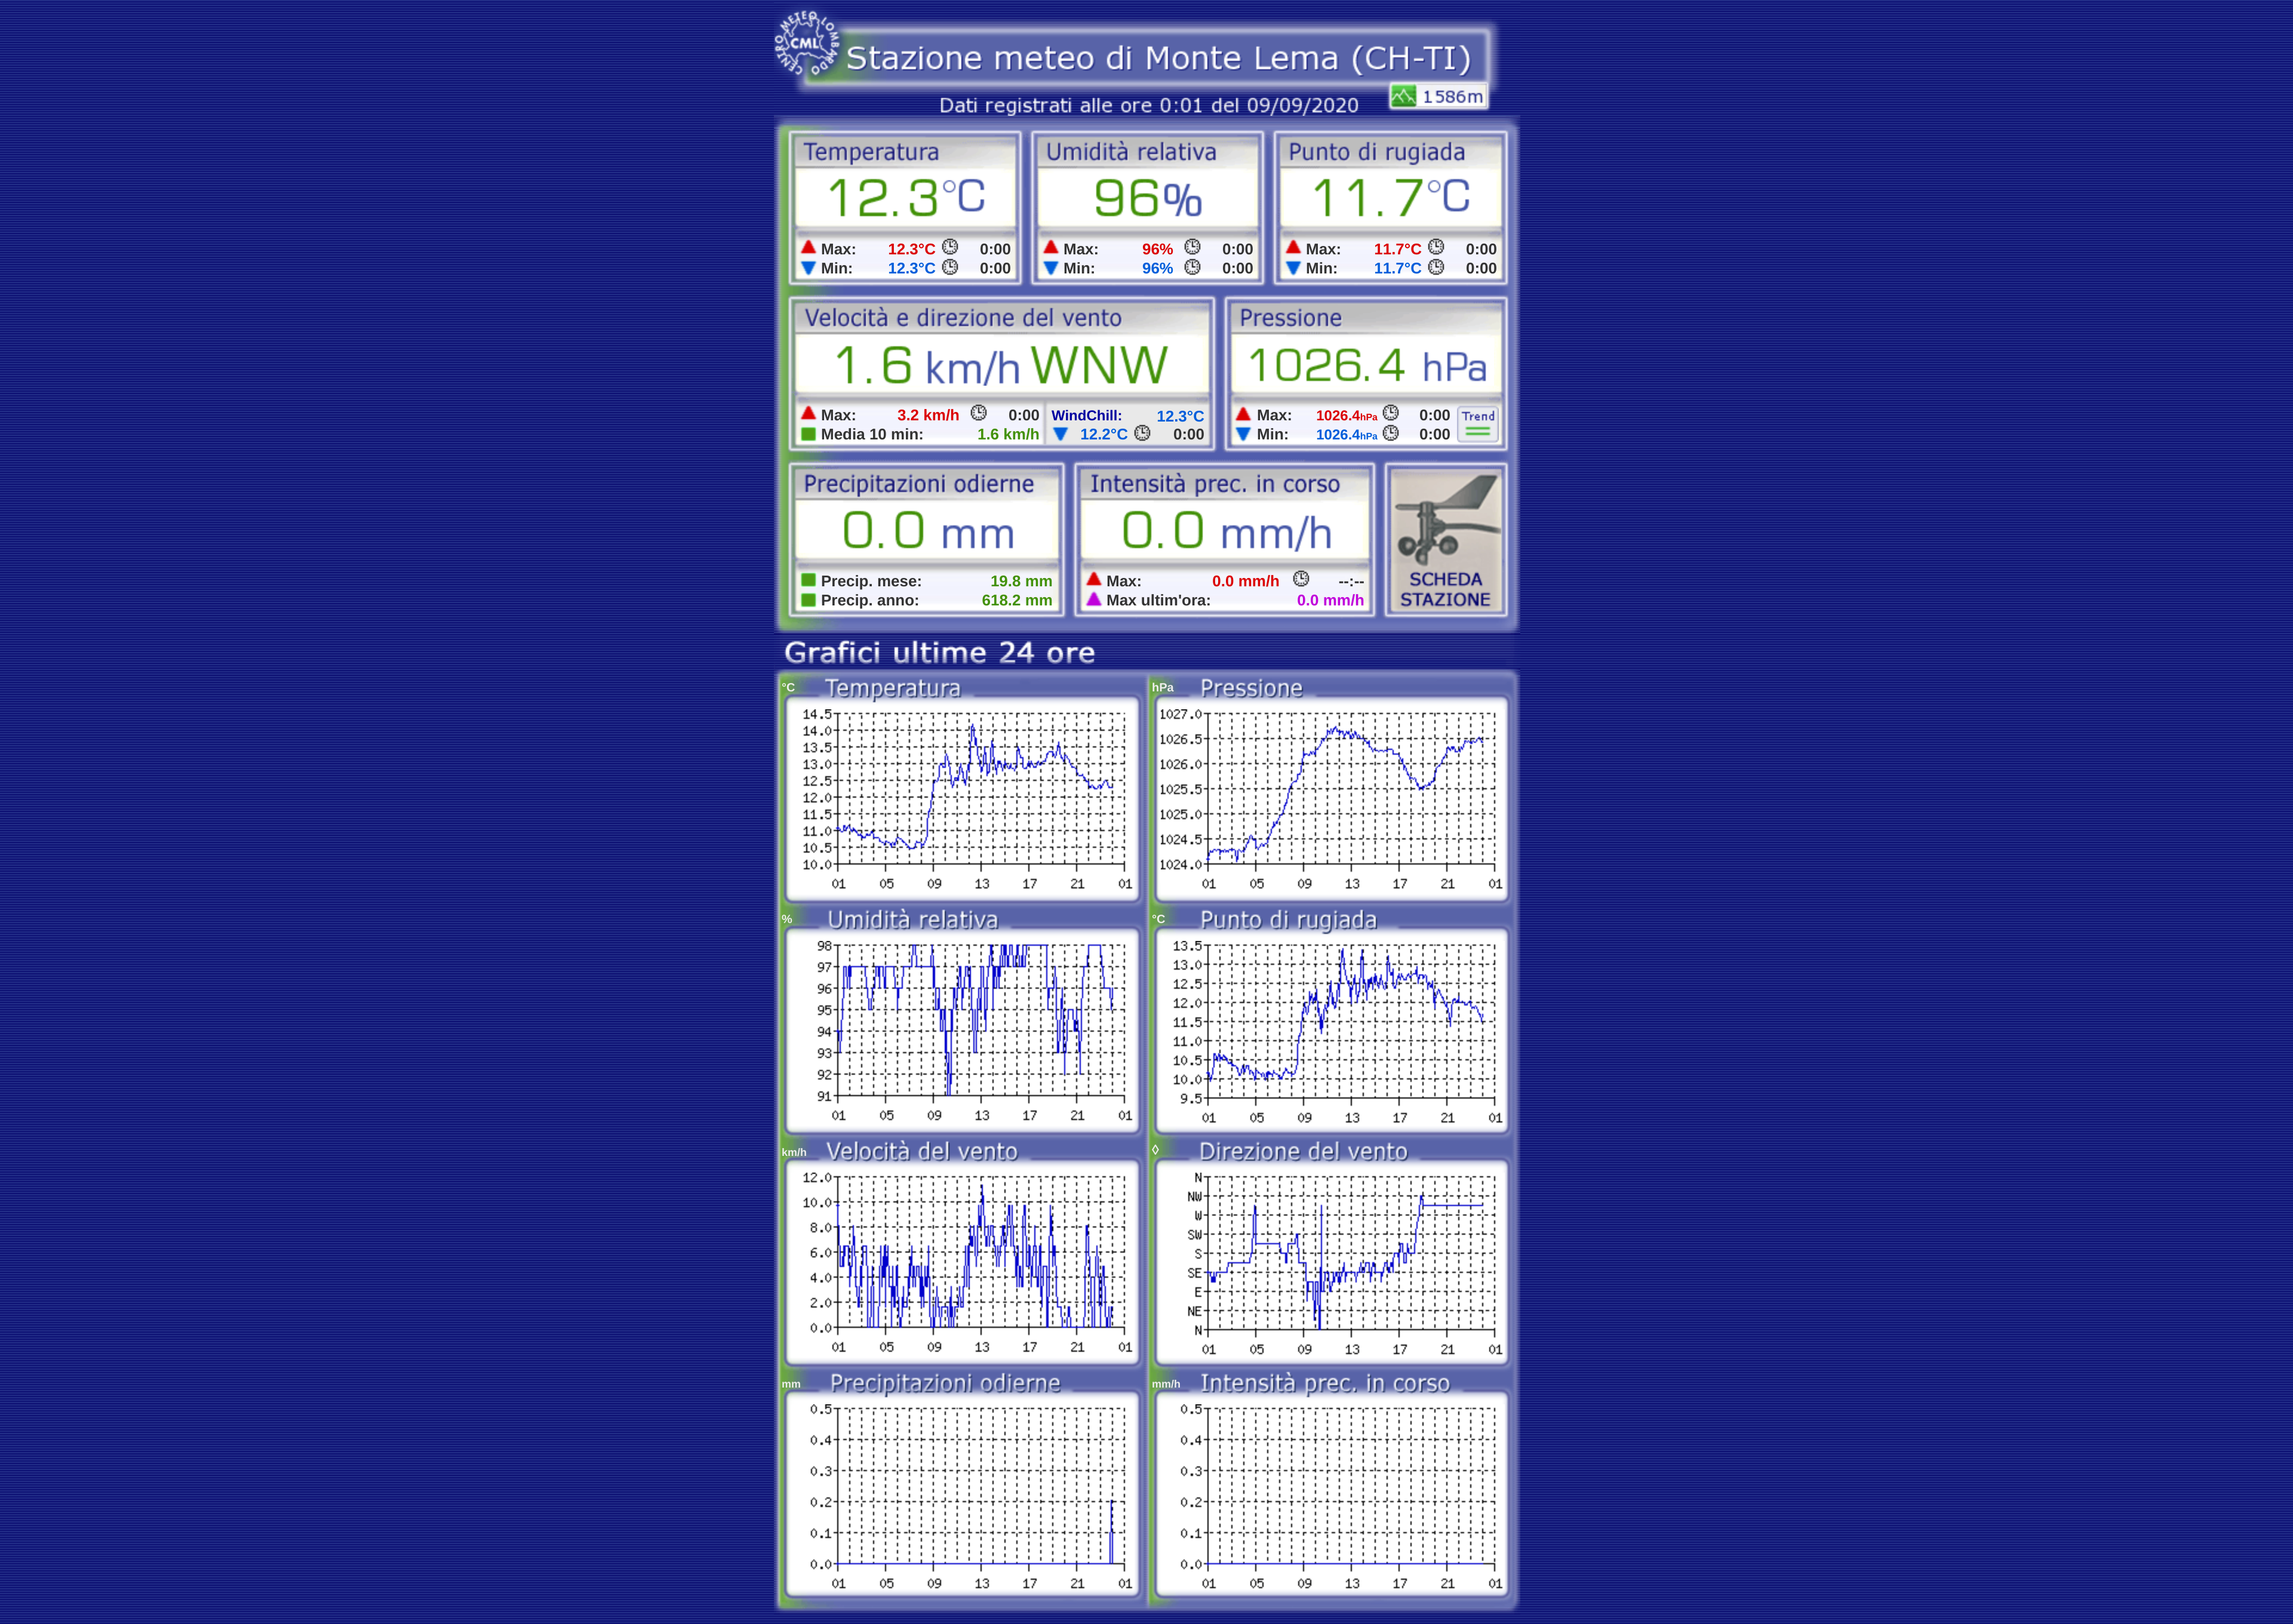 CENTRO METEO LOMBARDO
CML
Stazione meteo di Monte Lema (CH-TI)
1586m
Dati registrati alle ore 0:01 del 09/09/2020
Temperatura
12.3°C
Max: 12.3°C 0:00
Min: 12.3°C 0:00
Umidità relativa
96%
Max: 96% 0:00
Min: 96% 0:00
Punto di rugiada
11.7°C
Max: 11.7°C 0:00
Min: 11.7°C 0:00
Velocità e direzione del vento
1.6 km/h WNW
Max: 3.2 km/h 0:00
Media 10 min: 1.6 km/h
WindChill: 12.3°C
12.2°C 0:00
Pressione
1026.4 hPa
Max: 1026.4hPa 0:00
Min: 1026.4hPa 0:00
Trend
Precipitazioni odierne
0.0 mm
Precip. mese: 19.8 mm
Precip. anno: 618.2 mm
Intensità prec. in corso
0.0 mm/h
Max: 0.0 mm/h --:--
Max ultim'ora: 0.0 mm/h
SCHEDA
STAZIONE
Grafici ultime 24 ore
°C Temperatura
14.5
14.0
13.5
13.0
12.5
12.0
11.5
11.0
10.5
10.0
01 05 09 13 17 21 01
hPa Pressione
1027.0
1026.5
1026.0
1025.5
1025.0
1024.5
1024.0
01 05 09 13 17 21 01
% Umidità relativa
98
97
96
95
94
93
92
91
01 05 09 13 17 21 01
°C Punto di rugiada
13.5
13.0
12.5
12.0
11.5
11.0
10.5
10.0
9.5
01 05 09 13 17 21 01
km/h Velocità del vento
12.0
10.0
8.0
6.0
4.0
2.0
0.0
01 05 09 13 17 21 01
◊ Direzione del vento
N
NW
W
SW
S
SE
E
NE
N
01 05 09 13 17 21 01
mm Precipitazioni odierne
0.5
0.4
0.3
0.2
0.1
0.0
01 05 09 13 17 21 01
mm/h Intensità prec. in corso
0.5
0.4
0.3
0.2
0.1
0.0
01 05 09 13 17 21 01